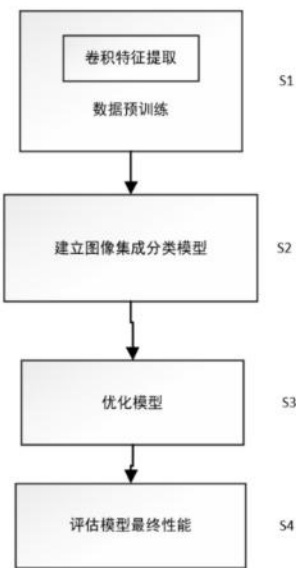 卷积特征提取
S1
数据预训练
建立图像集成分类模型
S2
优化模型
S3
评估模型最终性能
S4